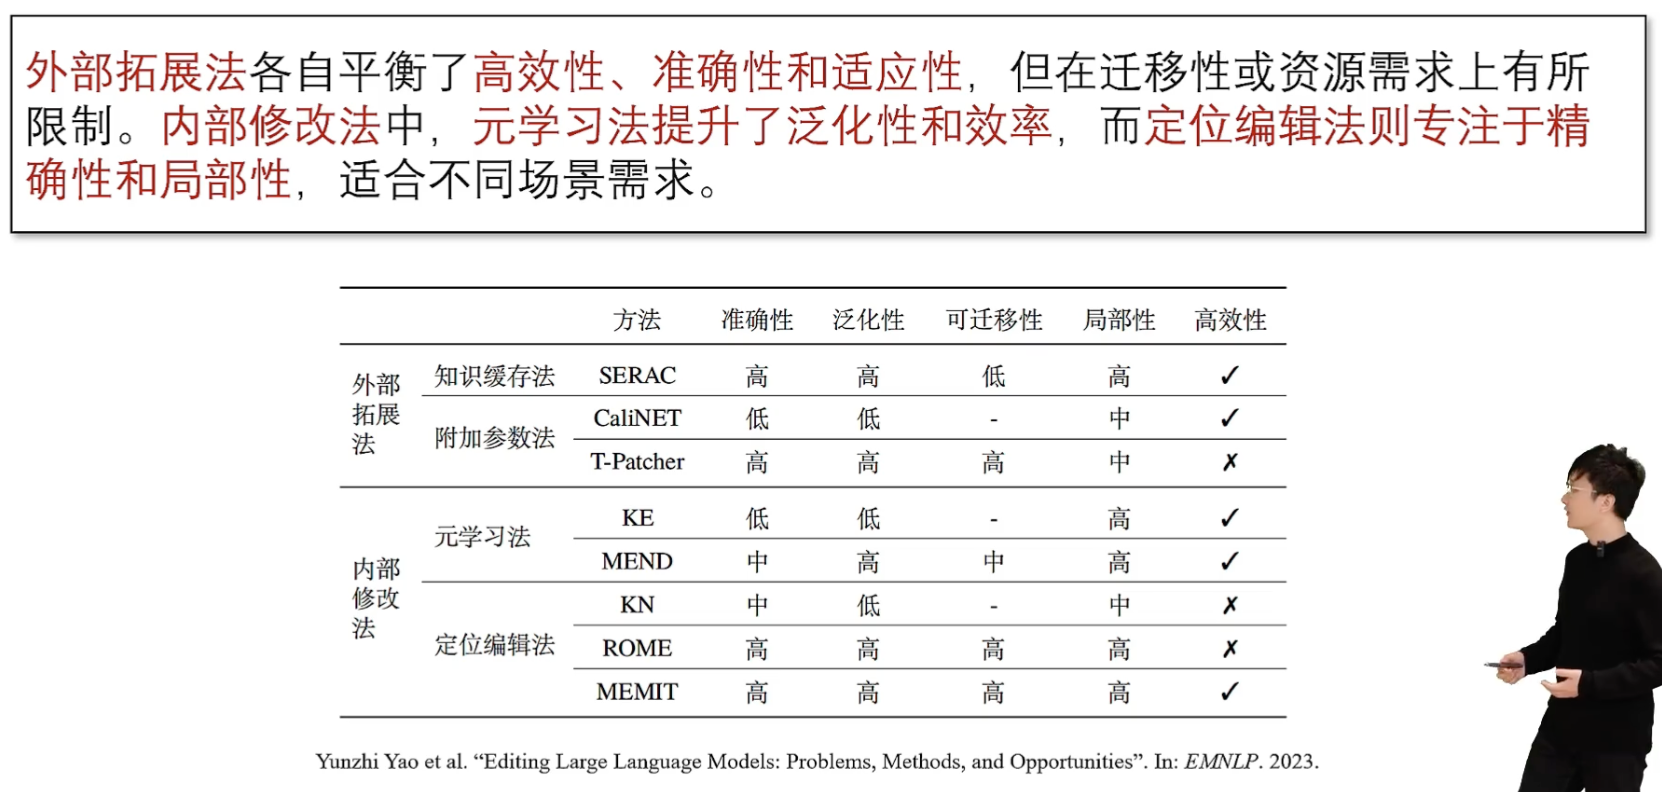 外部拓展法各自平衡了高效性、准确性和适应性，但在迁移性或资源需求上有所
限制。内部修改法中，元学习法提升了泛化性和效率，而定位编辑法则专注于精
确性和局部性，适合不同场景需求。
方法 准确性 泛化性 可迁移性 局部性 高效性
外部拓展法 知识缓存法 SERAC 高 高 低 高 ✓
附加参数法 CaliNET 低 低 - 中 ✓
T-Patcher 高 高 高 中 ✗
内部修改法 元学习法 KE 低 低 - 高 ✓
MEND 中 高 中 高 ✓
定位编辑法 KN 中 低 - 中 ✗
ROME 高 高 高 高 ✗
MEMIT 高 高 高 高 ✓
Yunzhi Yao et al. “Editing Large Language Models: Problems, Methods, and Opportunities”. In: EMNLP. 2023.